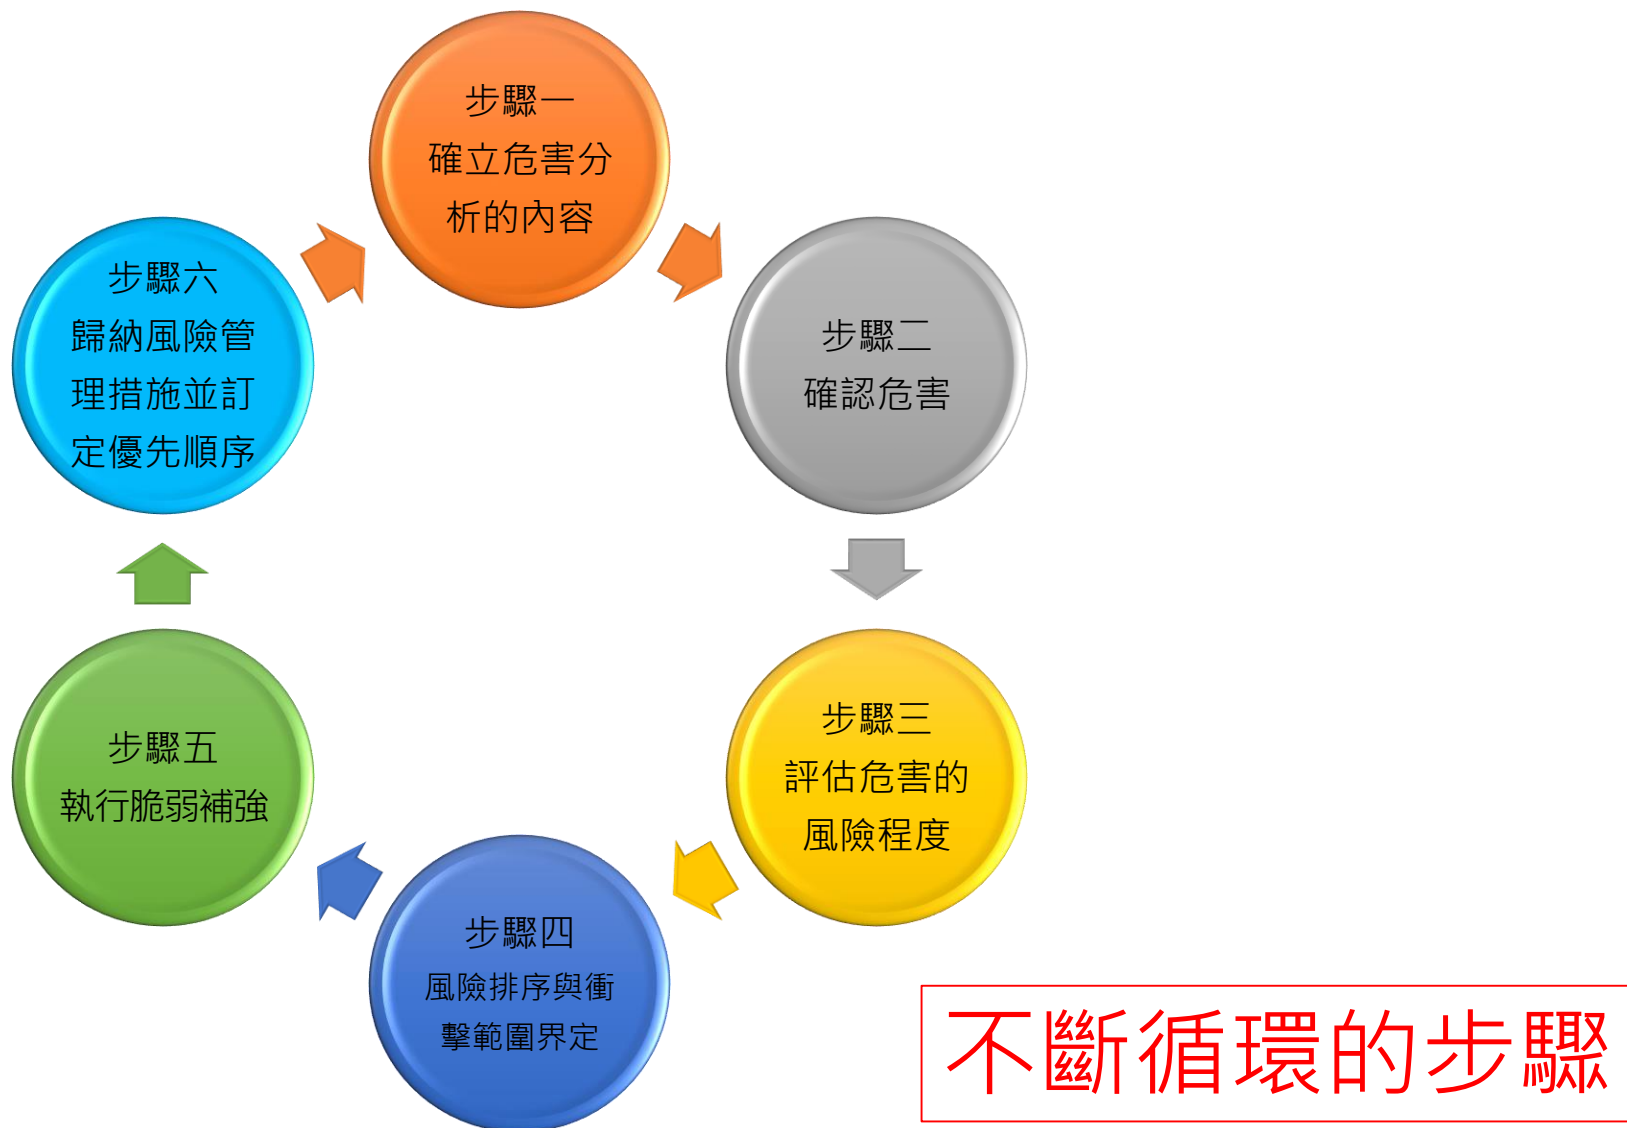 步驟一
確立危害分
析的內容
步驟二
確認危害
步驟三
評估危害的
風險程度
步驟四
風險排序與衝
擊範圍界定
步驟五
執行脆弱補強
步驟六
歸納風險管
理措施並訂
定優先順序
不斷循環的步驟